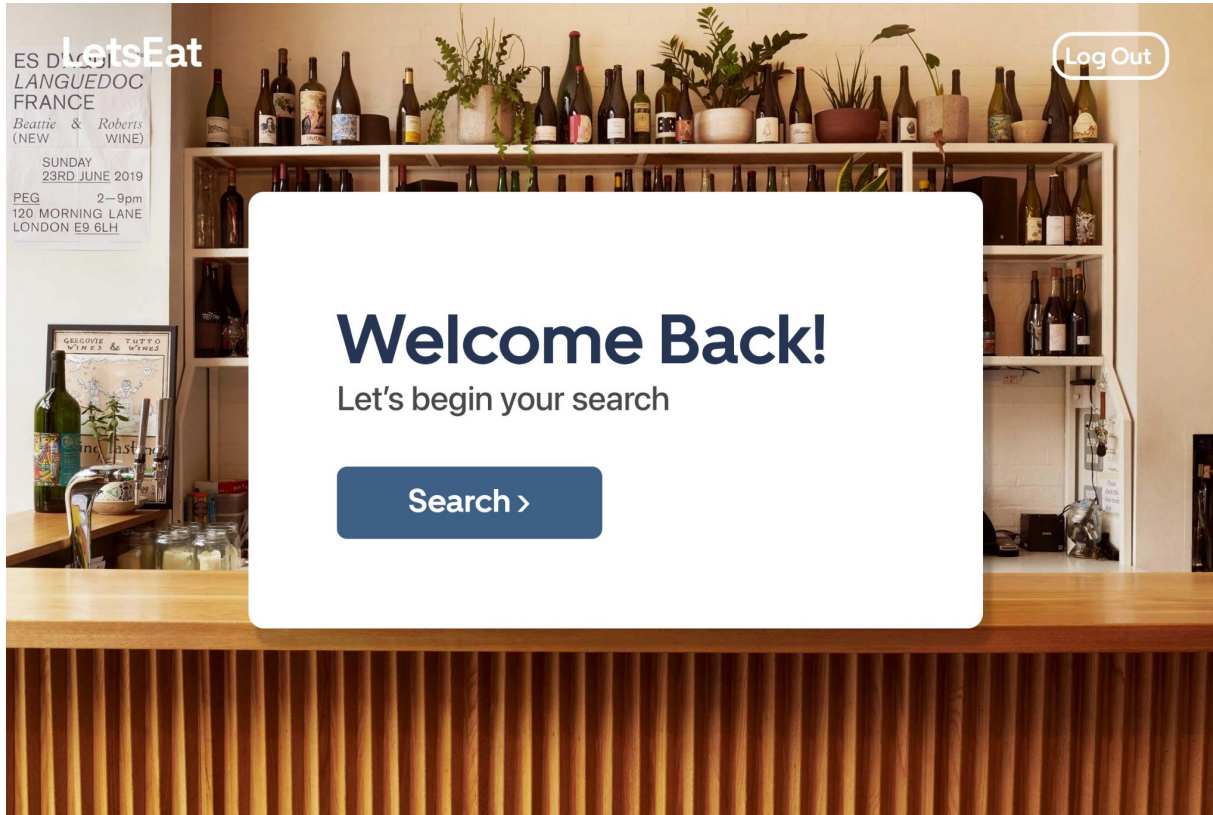 LetsEat
Log Out
ES D'
LANGUEDOC
FRANCE
Beattie & Roberts
(NEW WINE)
SUNDAY
23RD JUNE 2019
PEG 2—9pm
120 MORNING LANE
LONDON E9 6LH
GERGOVIE & TUTTO
WINES & WINES
Welcome Back!
Let's begin your search
Search ›